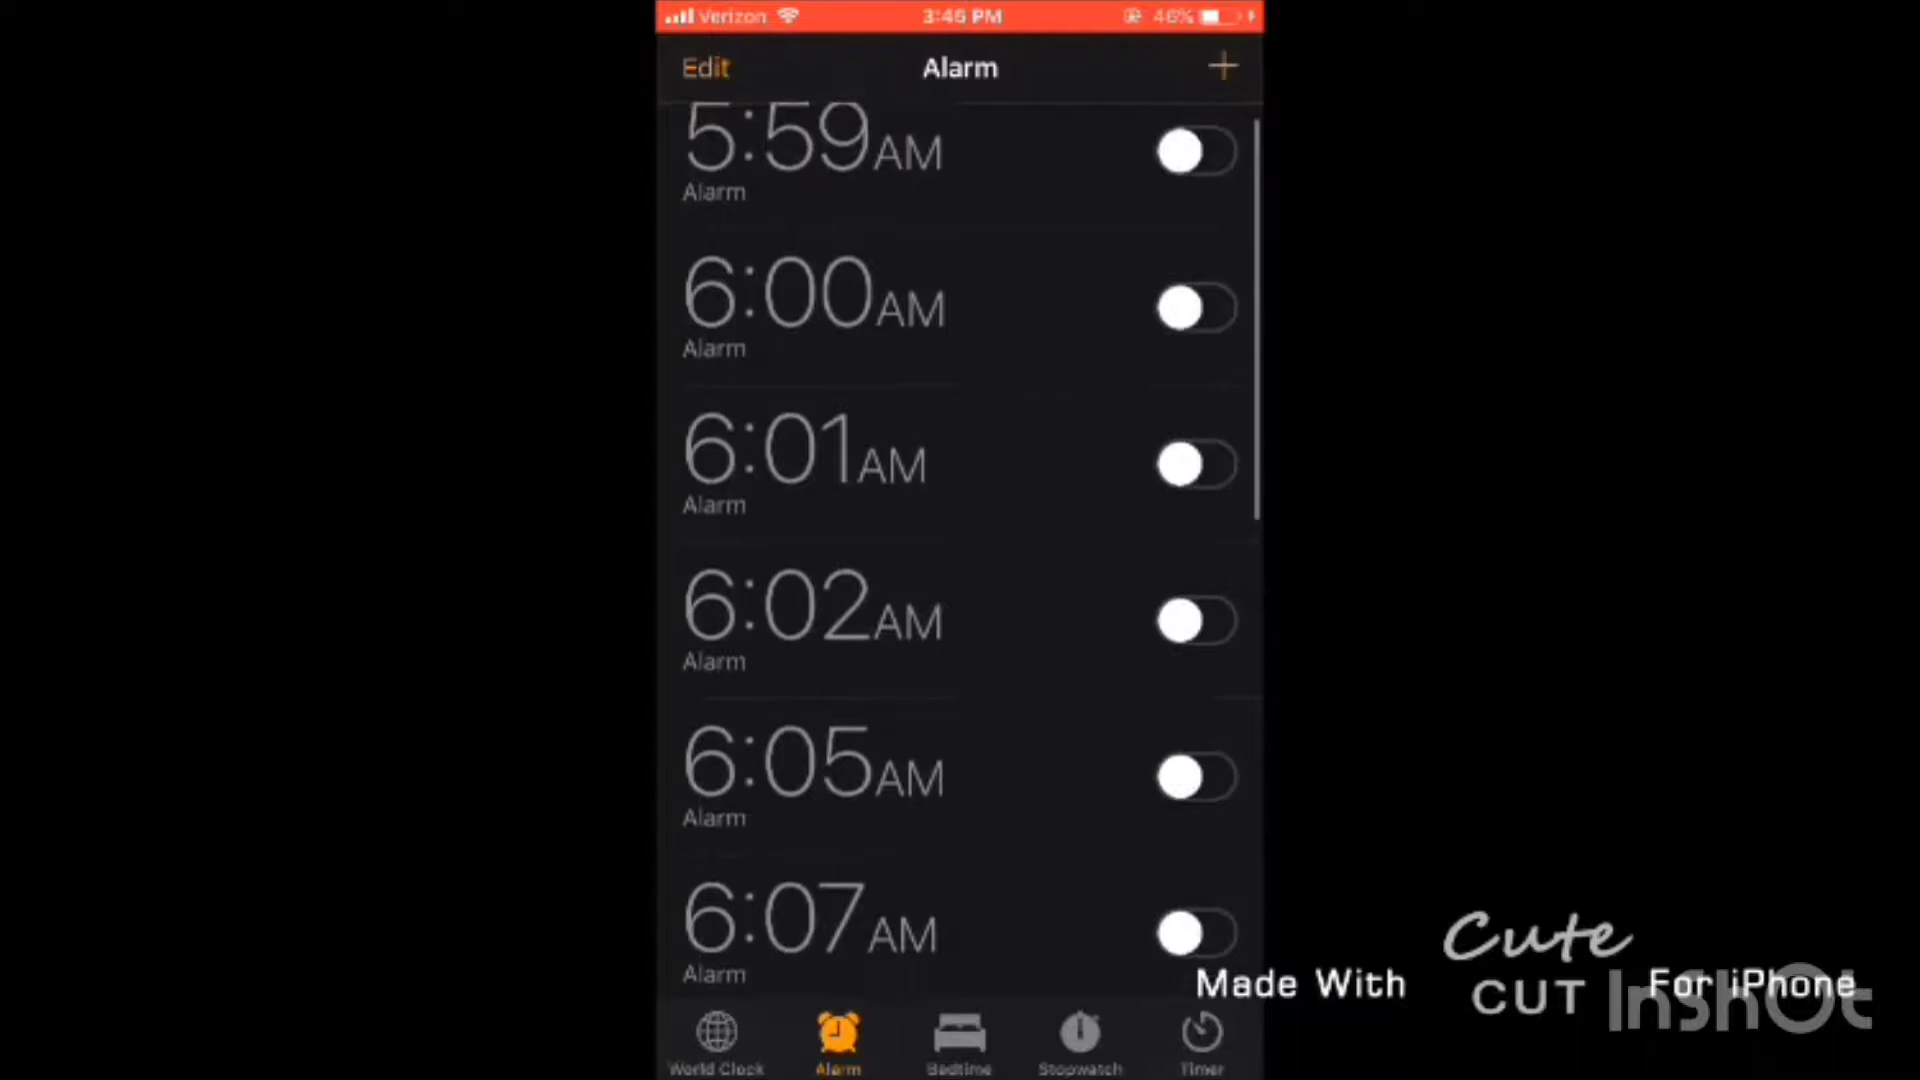 Verizon 3:46 PM 46%
Edit Alarm +
5:59AM
Alarm
6:00AM
Alarm
6:01AM
Alarm
6:02AM
Alarm
6:05AM
Alarm
6:07AM
Alarm
Made With Cute CUT For iPhone
InShOt
World Clock Alarm Bedtime Stopwatch Timer